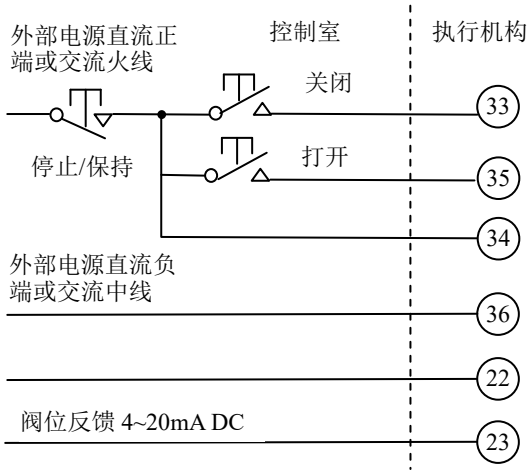 外部电源直流正
端或交流火线
控制室
执行机构
关闭
33
停止/保持
打开
35
34
外部电源直流负
端或交流中线
36
22
阀位反馈 4~20mA DC
23